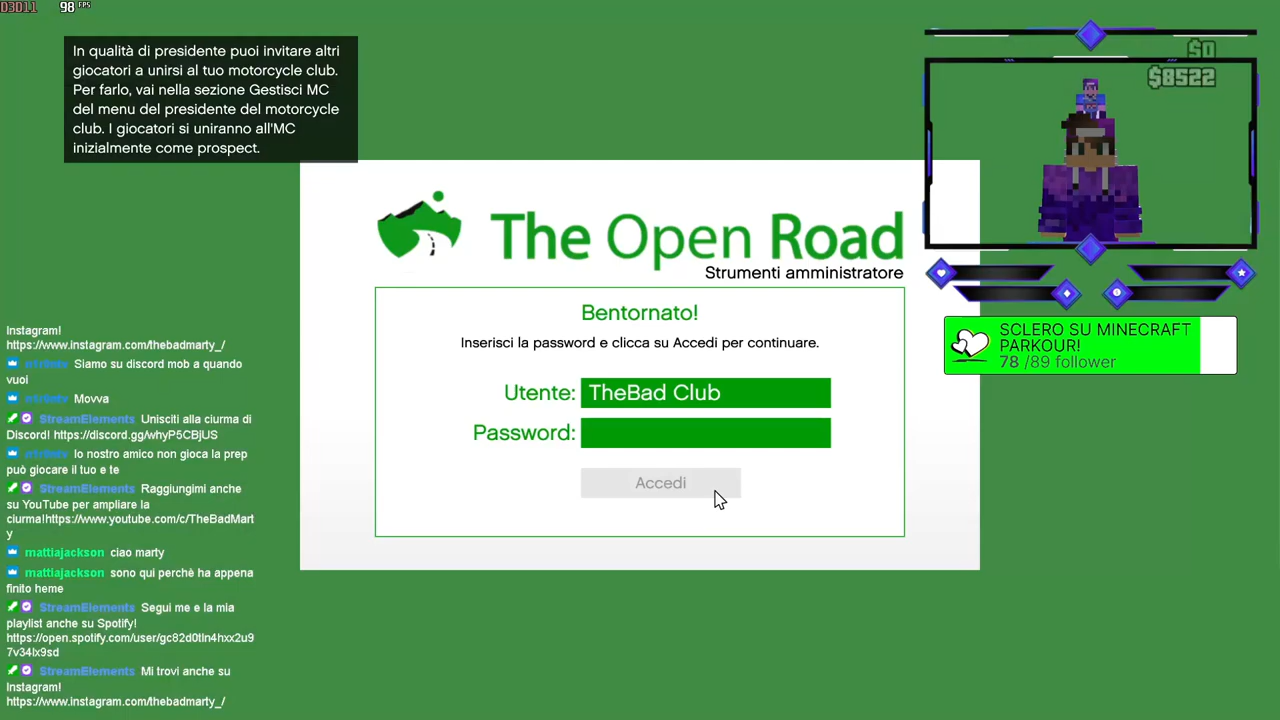 D3D11 98 FPS
In qualità di presidente puoi invitare altri
giocatori a unirsi al tuo motorcycle club.
Per farlo, vai nella sezione Gestisci MC
del menu del presidente del motorcycle
club. I giocatori si uniranno all'MC
inizialmente come prospect.
$0
$8522
The Open Road
Strumenti amministratore
Bentornato!
Inserisci la password e clicca su Accedi per continuare.
Utente: TheBad Club
Password:
Accedi
SCLERO SU MINECRAFT
PARKOUR!
78 /89 follower
Instagram!
https://www.instagram.com/thebadmarty_/
Siamo su discord mob a quando
vuoi
Movva
StreamElements Unisciti alla ciurma di
Discord! https://discord.gg/whyP5CBjUS
Io nostro amico non gioca la prep
può giocare il tuo e te
StreamElements Raggiungimi anche
su YouTube per ampliare la
ciurma!https://www.youtube.com/c/TheBadMart
y
mattiajackson ciao marty
mattiajackson sono qui perchè ha appena
finito heme
StreamElements Segui me e la mia
playlist anche su Spotify!
https://open.spotify.com/user/gc82d0tln4hxx2u9
7v34lx9sd
StreamElements Mi trovi anche su
Instagram!
https://www.instagram.com/thebadmarty_/